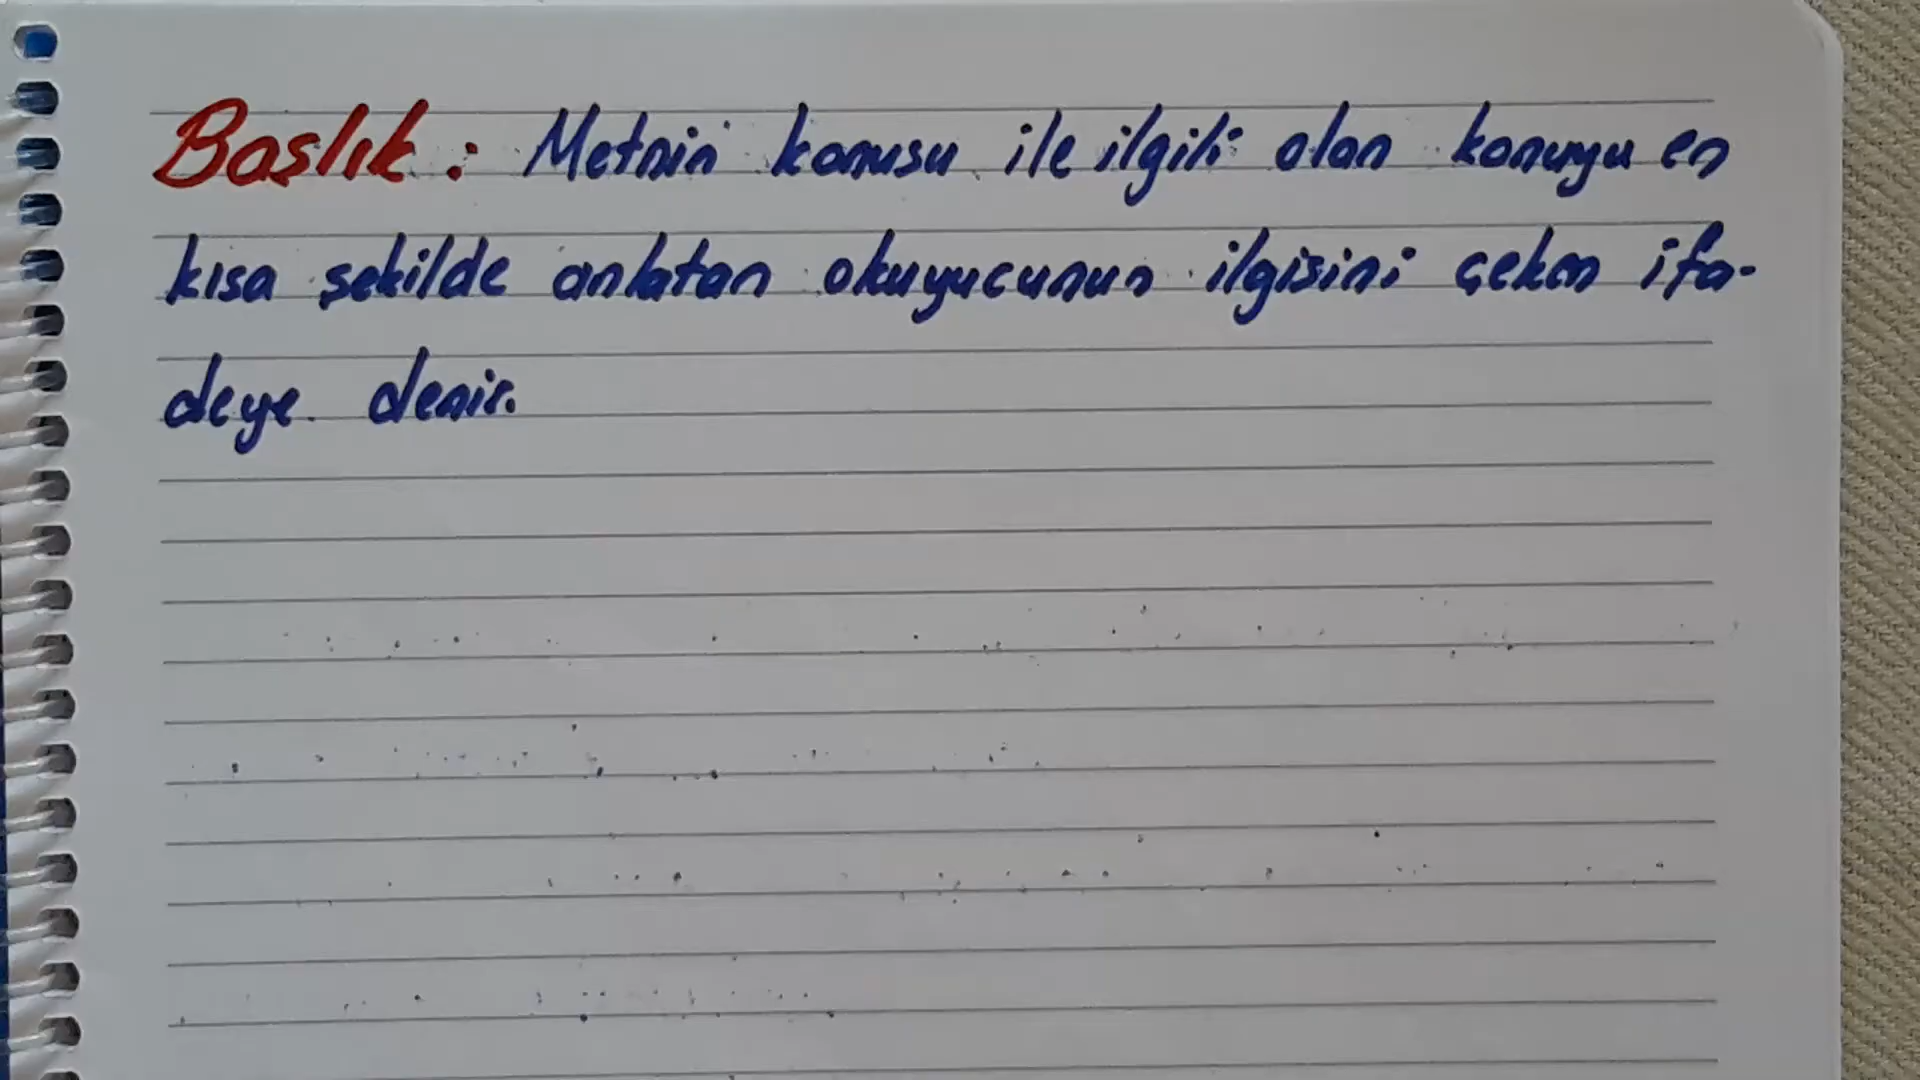 Başlık: Metnin konusu ile ilgili olan konuyu en
kısa şekilde anlatan okuyucunun ilgisini çeken ifa-
deye denir.